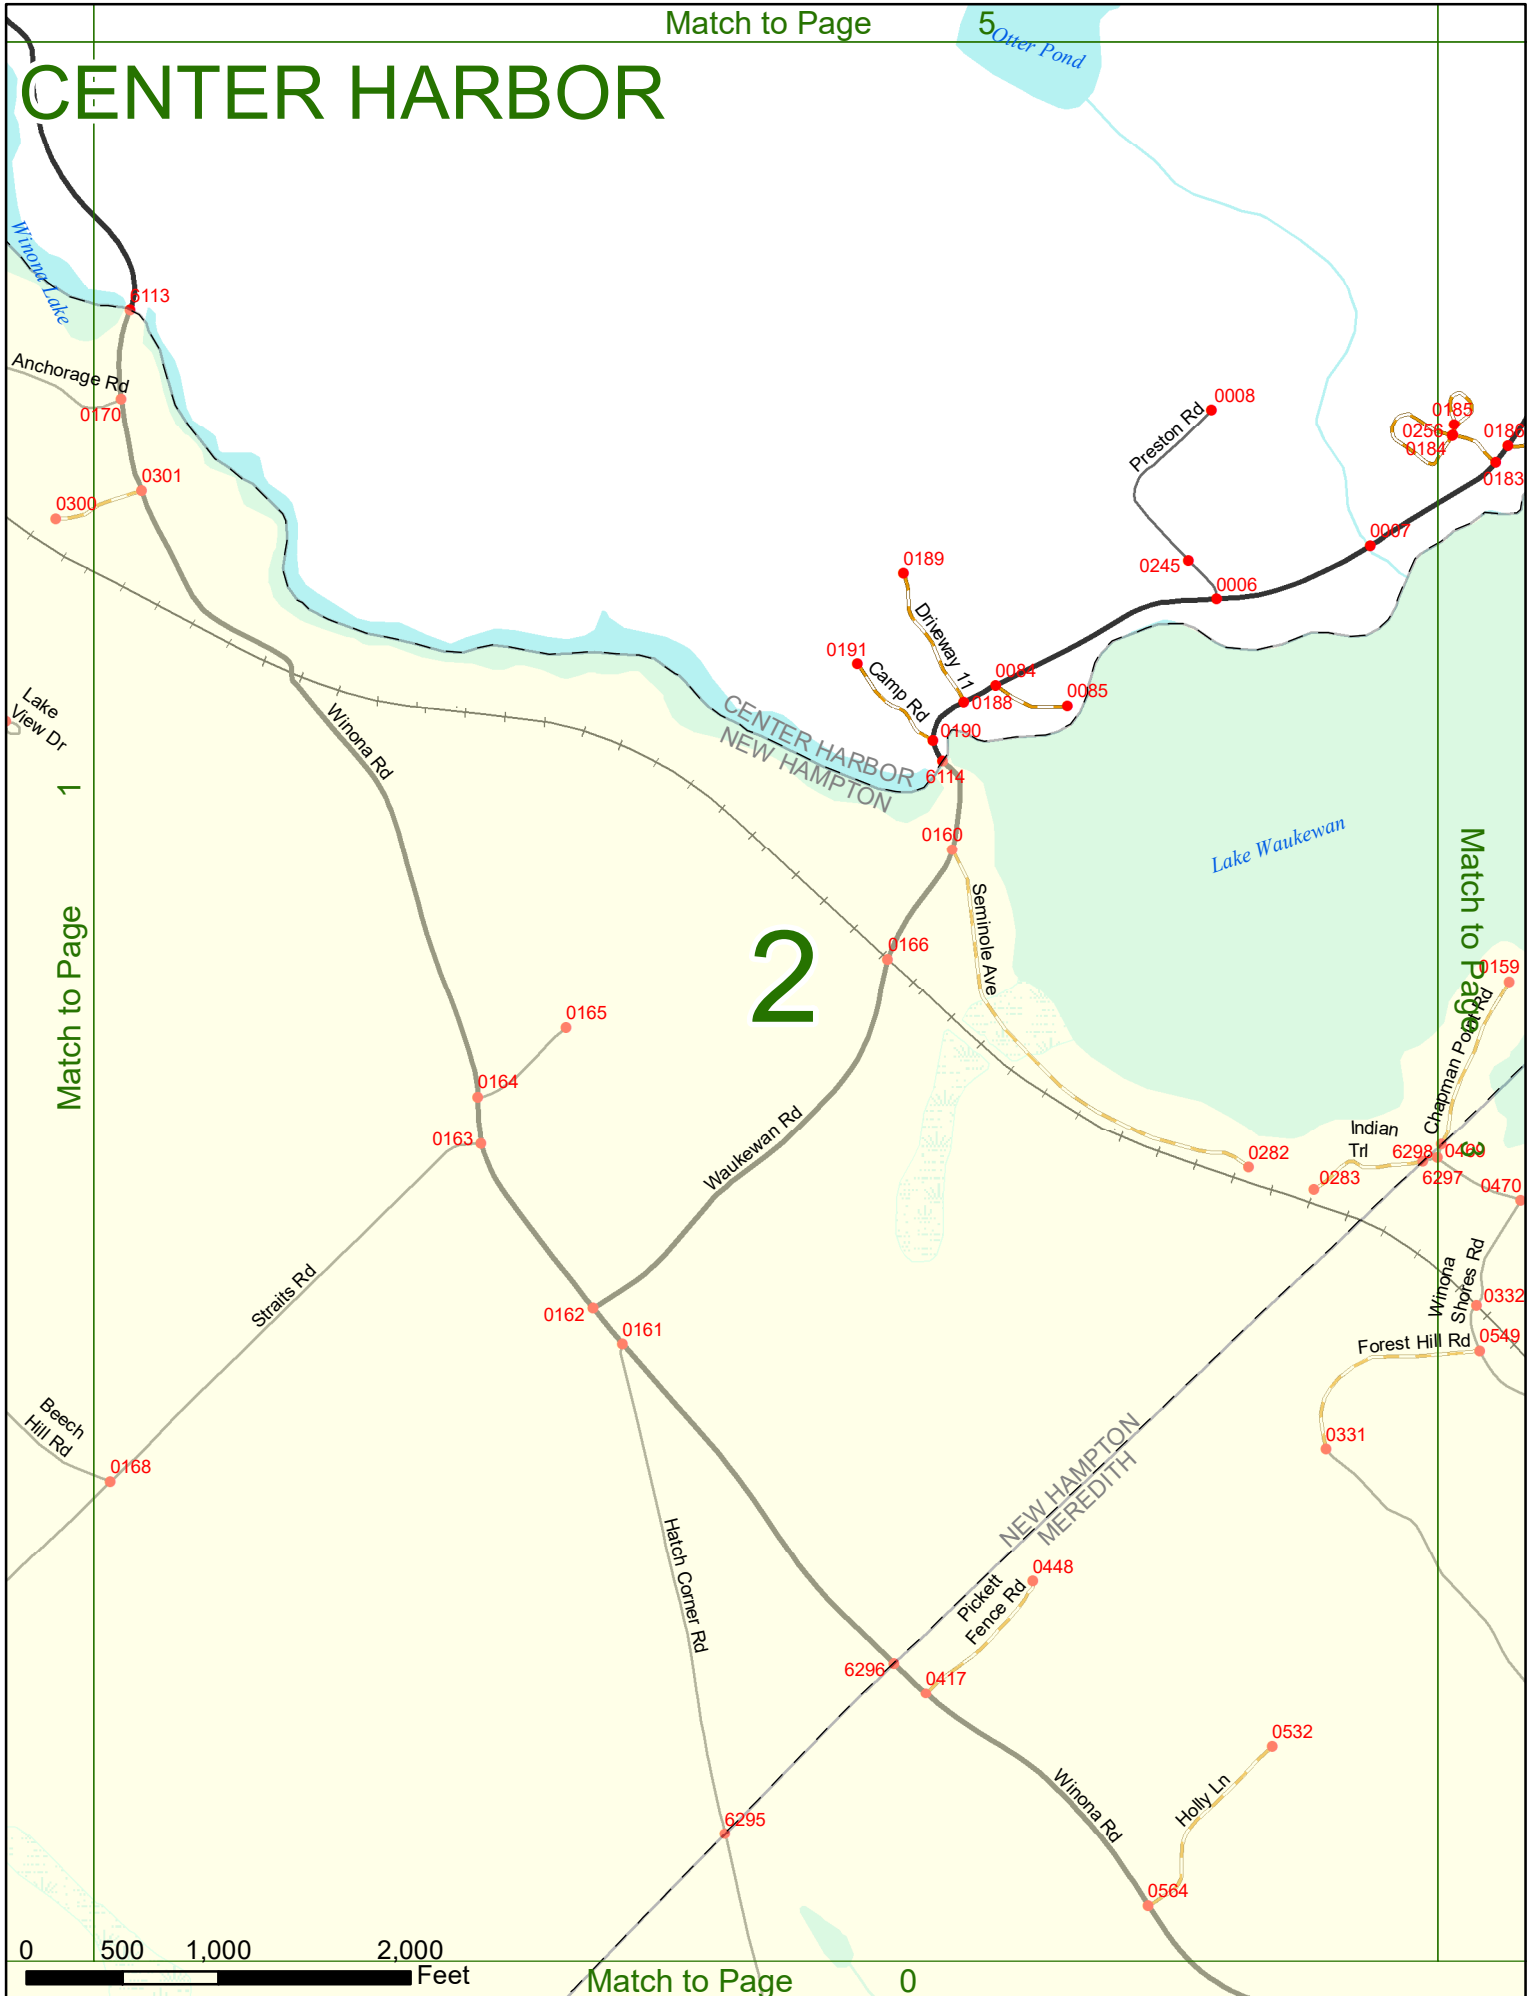 Match to Page 5
Otter Pond
CENTER HARBOR
Winona Lake
6113
Anchorage Rd
0170
0008
Preston Rd
0185
0256
0184
0186
0183
0301
0300
0007
0245
0006
0189
Driveway 11
0191
Camp Rd
0084
0085
0188
0190
Lake
View Dr
Winona Rd
CENTER HARBOR
NEW HAMPTON
6114
1
Match to Page
0160
Lake Waukewan
Match to Page
3
Seminole Ave
2
0166
0159
Chapman Point Rd
0165
0164
0163
Waukewan Rd
Indian
Trl
0282
0283
6298
0469
6297
0470
Straits Rd
Winona
Shores Rd
0162
0161
0332
0549
Forest Hill Rd
Beech
Hill Rd
0168
0331
NEW HAMPTON
MEREDITH
Hatch Corner Rd
0448
Pickett
Fence Rd
6296
0417
0532
Holly Ln
Winona Rd
6295
0564
0 500 1,000 2,000
Feet
Match to Page 0